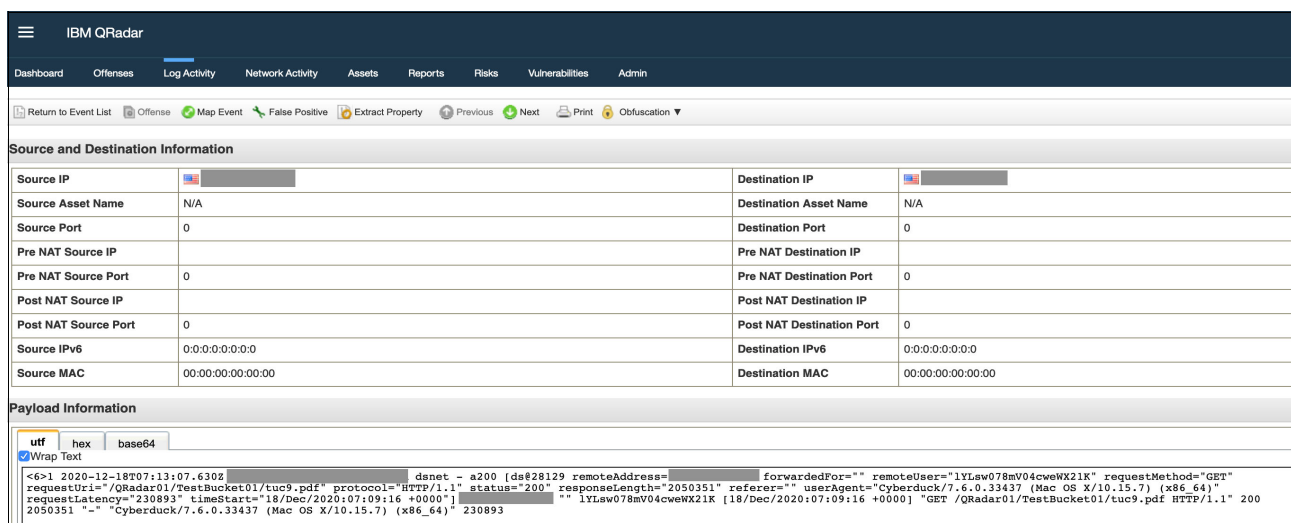 IBM QRadar
Dashboard Offenses Log Activity Network Activity Assets Reports Risks Vulnerabilities Admin
Return to Event List Offense Map Event False Positive Extract Property Previous Next Print Obfuscation ▼
Source and Destination Information
Source IP Destination IP
Source Asset Name N/A Destination Asset Name N/A
Source Port 0 Destination Port 0
Pre NAT Source IP Pre NAT Destination IP
Pre NAT Source Port 0 Pre NAT Destination Port 0
Post NAT Source IP Post NAT Destination IP
Post NAT Source Port 0 Post NAT Destination Port 0
Source IPv6 0:0:0:0:0:0:0:0 Destination IPv6 0:0:0:0:0:0:0:0
Source MAC 00:00:00:00:00:00 Destination MAC 00:00:00:00:00:00
Payload Information
utf hex base64
Wrap Text
<6>1 2020-12-18T07:13:07.630Z dsnet - a200 [ds@28129 remoteAddress= forwardedFor="" remoteUser="lYLsw078mV04cweWX21K" requestMethod="GET"
requestUri="/QRadar01/TestBucket01/tuc9.pdf" protocol="HTTP/1.1" status="200" responseLength="2050351" referer="" userAgent="Cyberduck/7.6.0.33437 (Mac OS X/10.15.7) (x86_64)"
requestLatency="230893" timeStart="18/Dec/2020:07:09:16 +0000"] "" lYLsw078mV04cweWX21K [18/Dec/2020:07:09:16 +0000] "GET /QRadar01/TestBucket01/tuc9.pdf HTTP/1.1" 200
2050351 "-" "Cyberduck/7.6.0.33437 (Mac OS X/10.15.7) (x86_64)" 230893